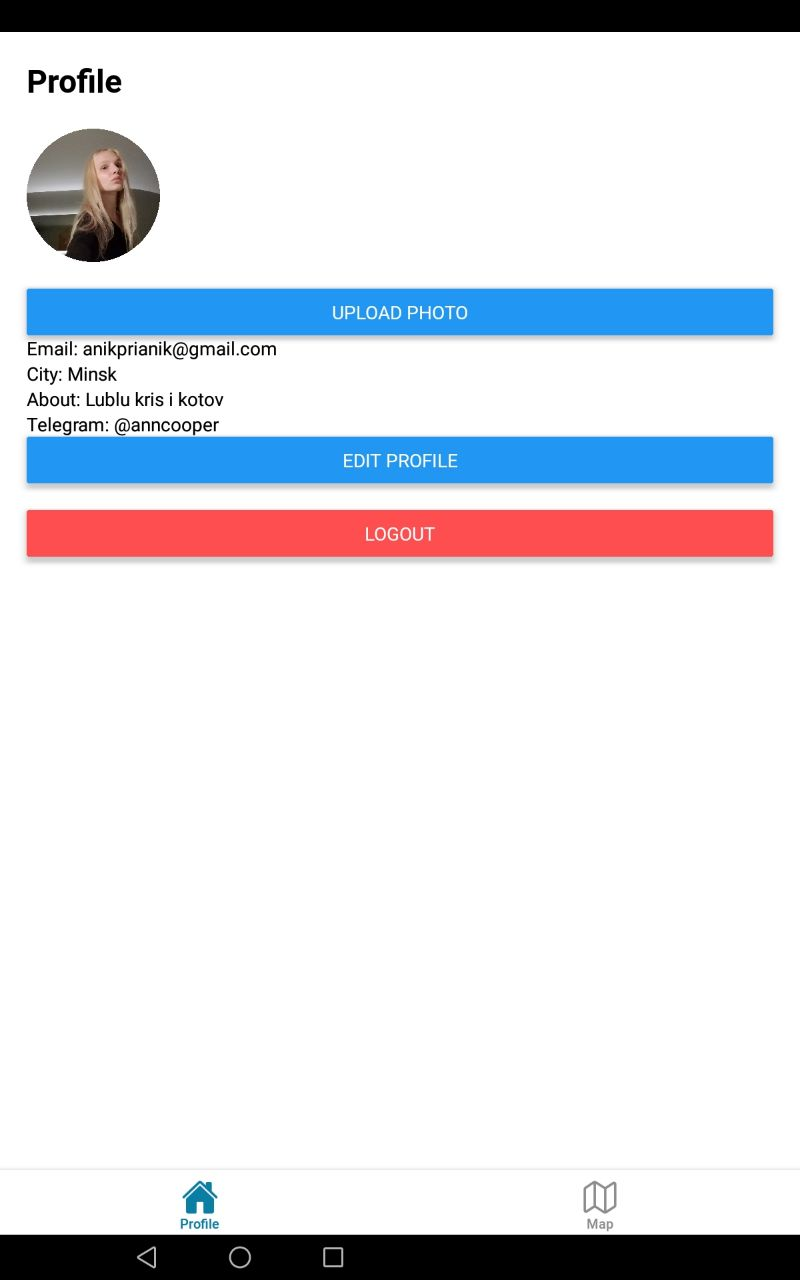 Profile
UPLOAD PHOTO
Email: anikprianik@gmail.com
City: Minsk
About: Lublu kris i kotov
Telegram: @anncooper
EDIT PROFILE
LOGOUT
Profile
Map